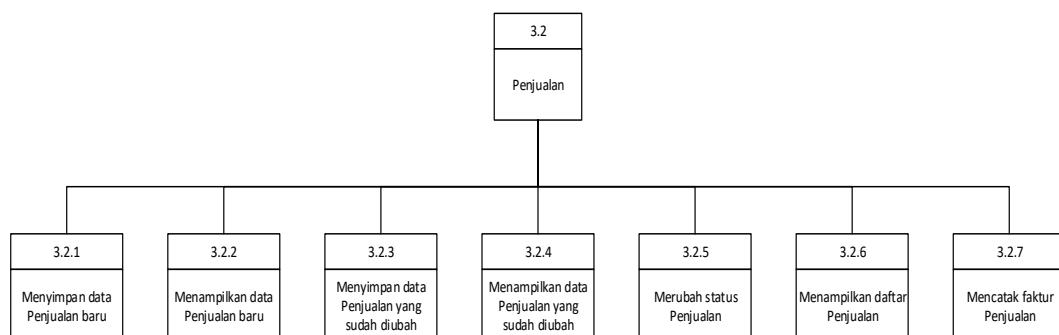 3.2
Penjualan
3.2.1
Menyimpan data
Penjualan baru
3.2.2
Menampilkan data
Penjualan baru
3.2.3
Menyimpan data
Penjualan yang
sudah diubah
3.2.4
Menampilkan data
Penjualan yang
sudah diubah
3.2.5
Merubah status
Penjualan
3.2.6
Menampilkan daftar
Penjualan
3.2.7
Mencatak faktur
Penjualan